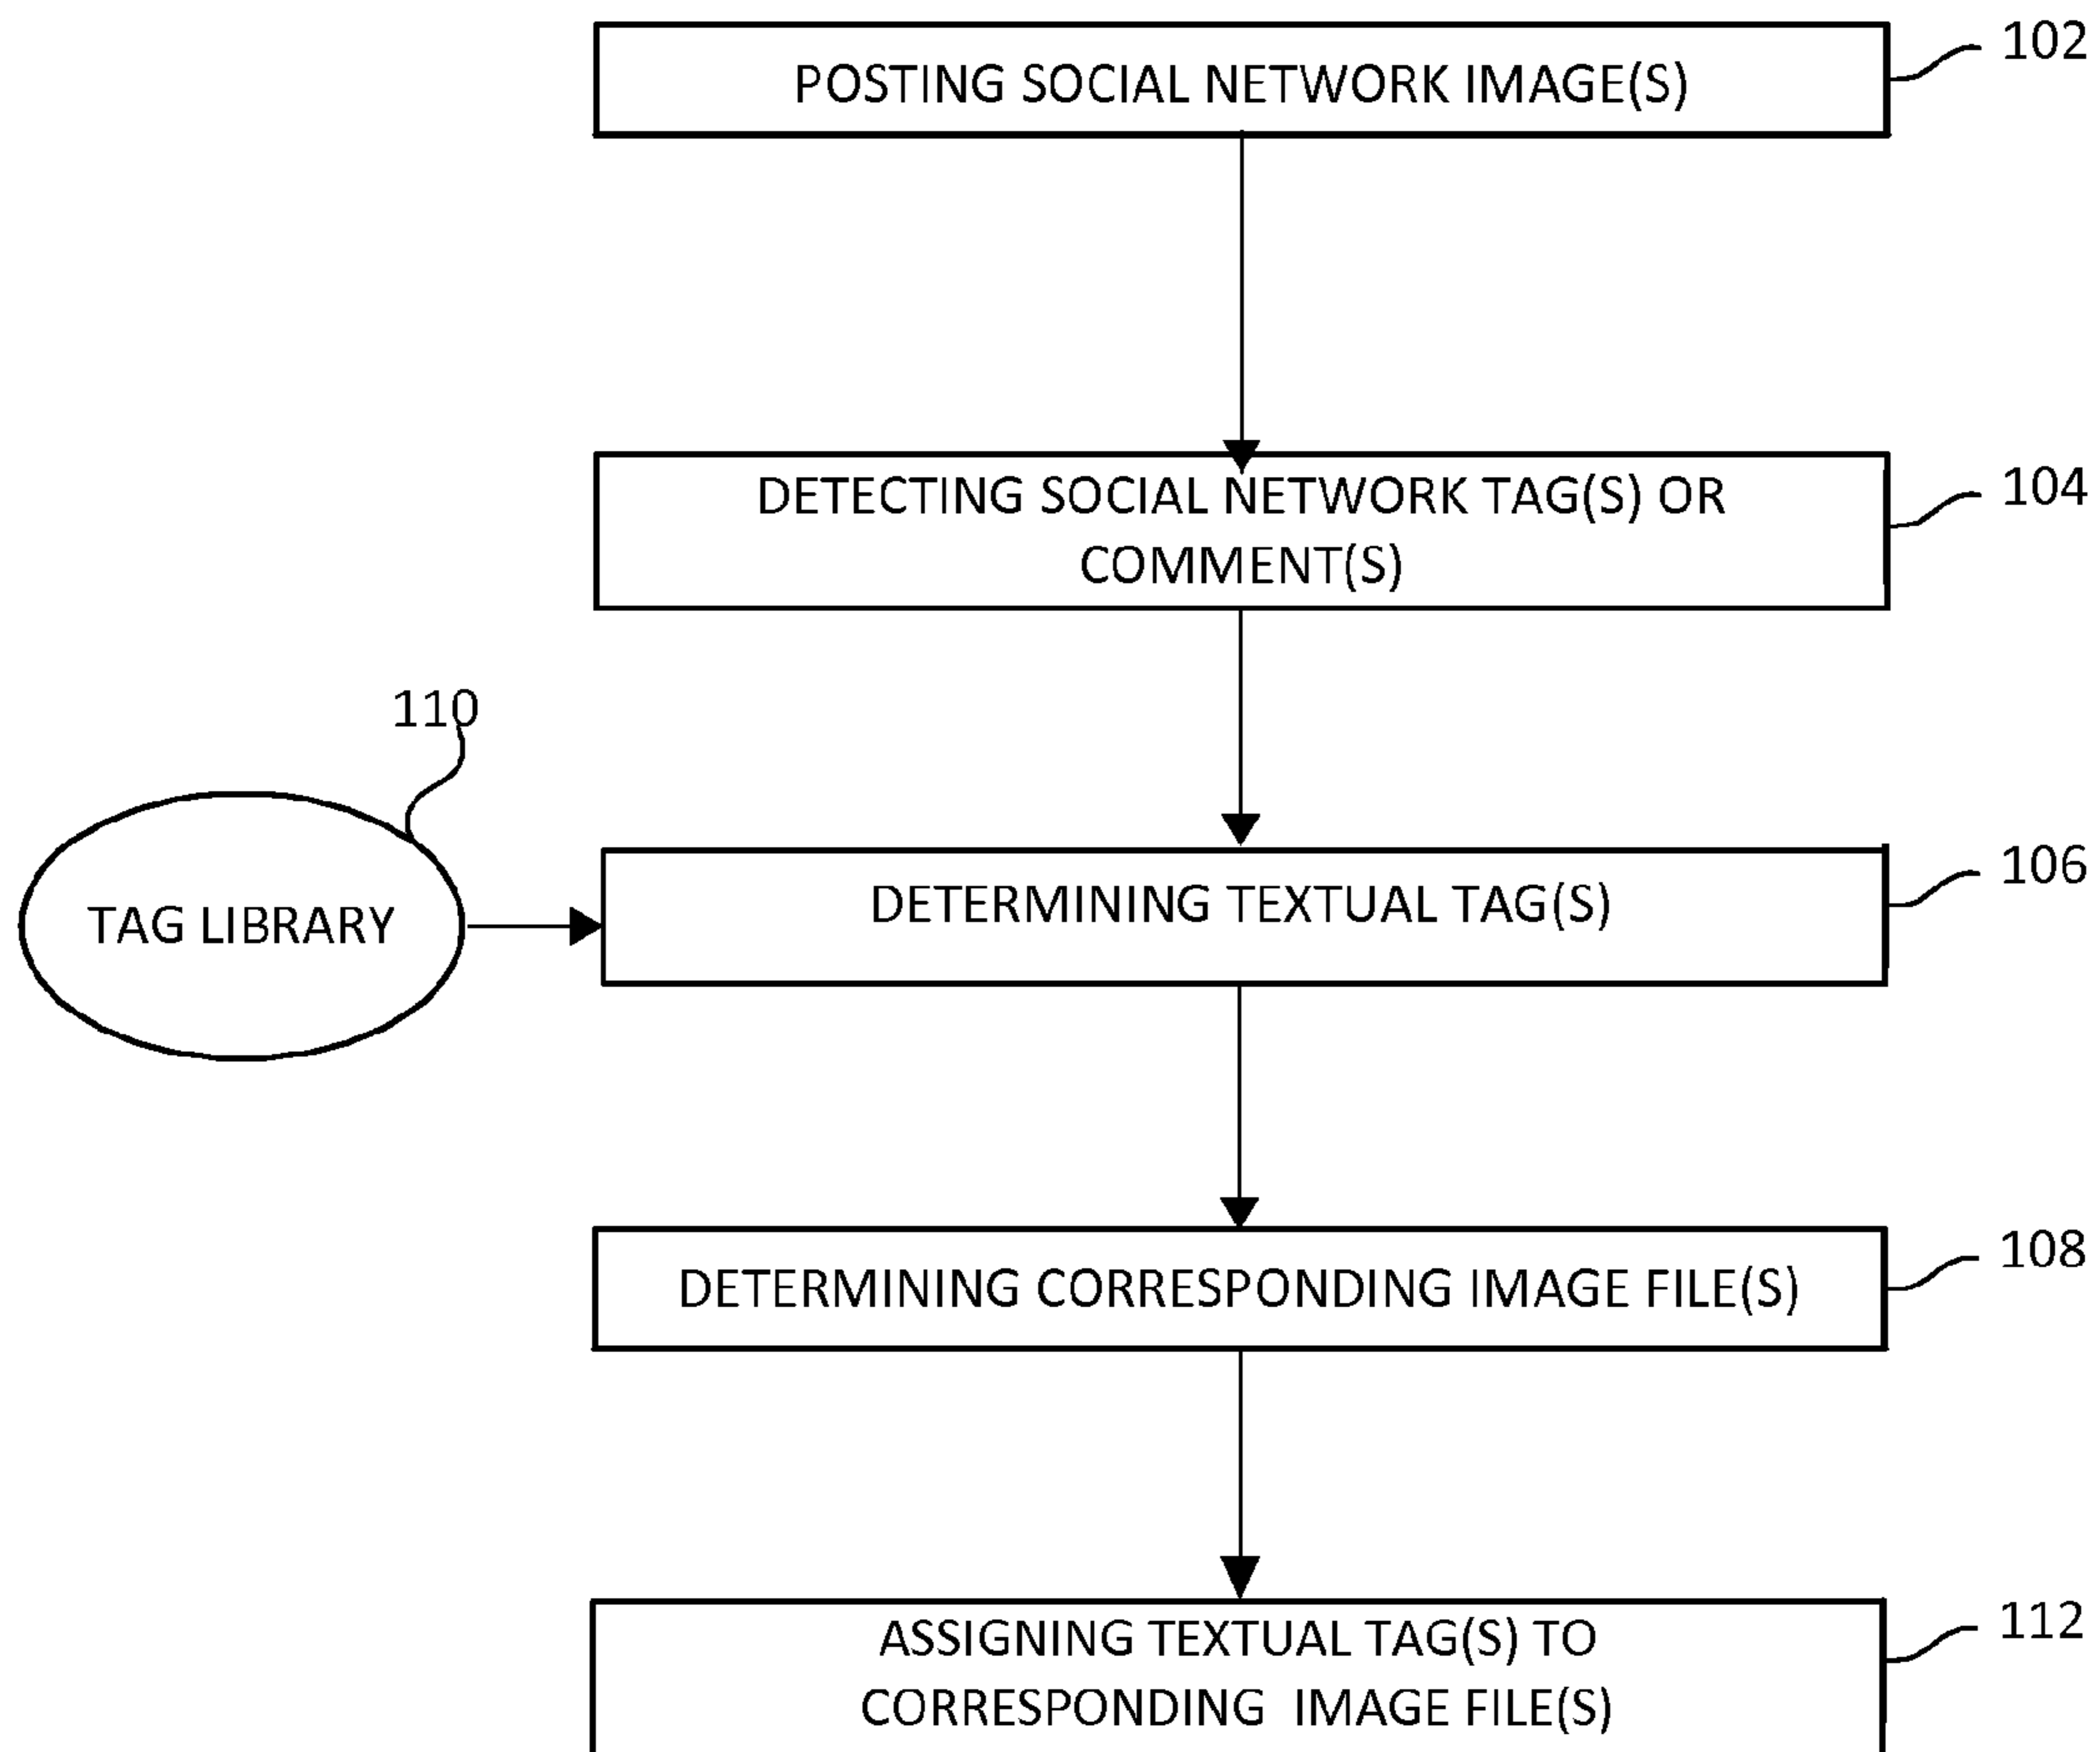 POSTING SOCIAL NETWORK IMAGE(S)
102
DETECTING SOCIAL NETWORK TAG(S) OR
COMMENT(S)
104
110
TAG LIBRARY
DETERMINING TEXTUAL TAG(S)
106
DETERMINING CORRESPONDING IMAGE FILE(S)
108
ASSIGNING TEXTUAL TAG(S) TO
CORRESPONDING IMAGE FILE(S)
112